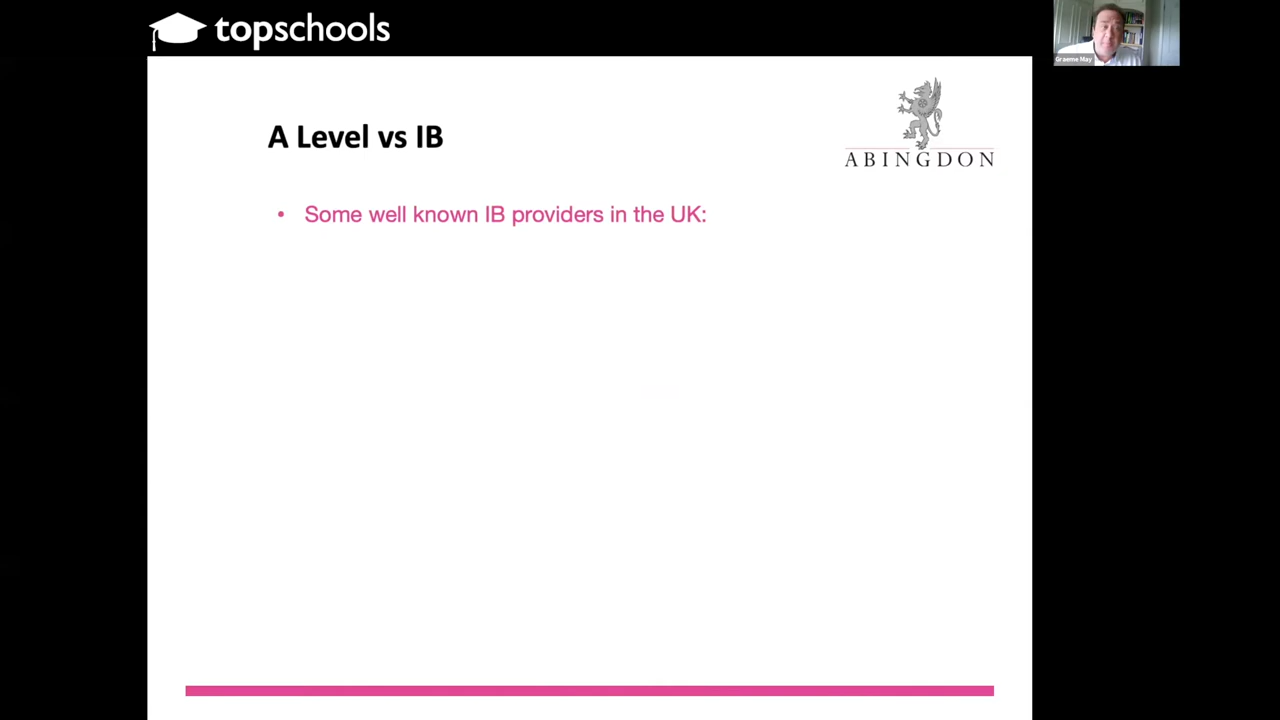 topschools
Graeme May
A Level vs IB
ABINGDON
• Some well known IB providers in the UK: